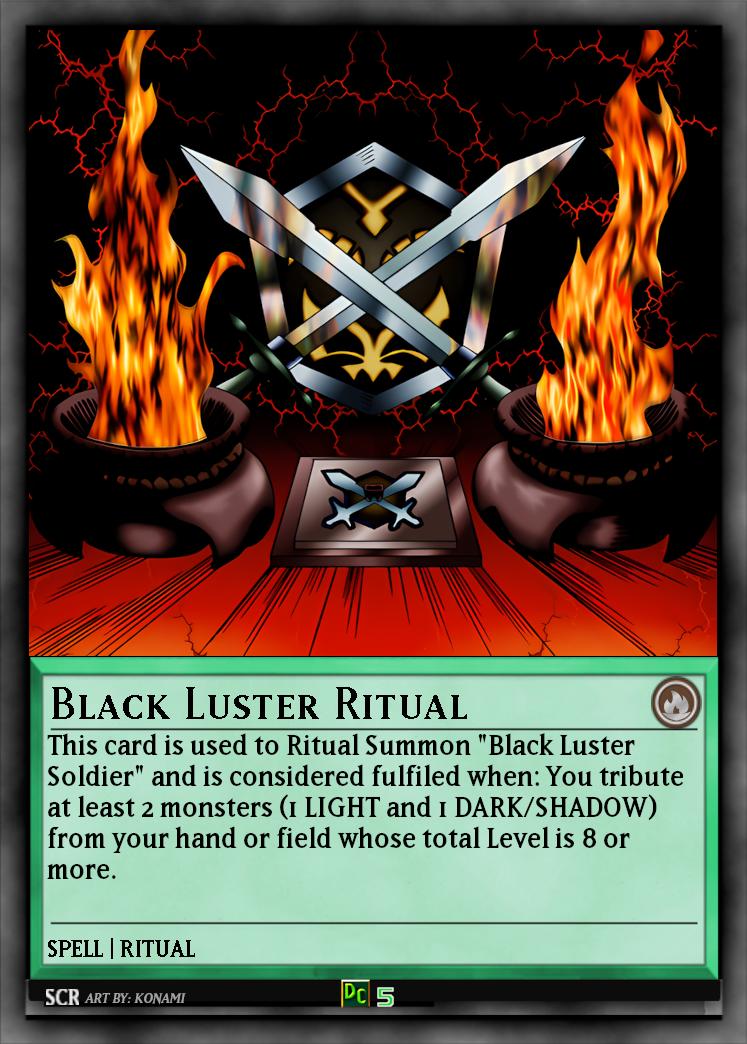 Black Luster Ritual
This card is used to Ritual Summon "Black Luster
Soldier" and is considered fulfiled when: You tribute
at least 2 monsters (1 LIGHT and 1 DARK/SHADOW)
from your hand or field whose total Level is 8 or
more.
SPELL | RITUAL
SCR ART BY: KONAMI DC 5